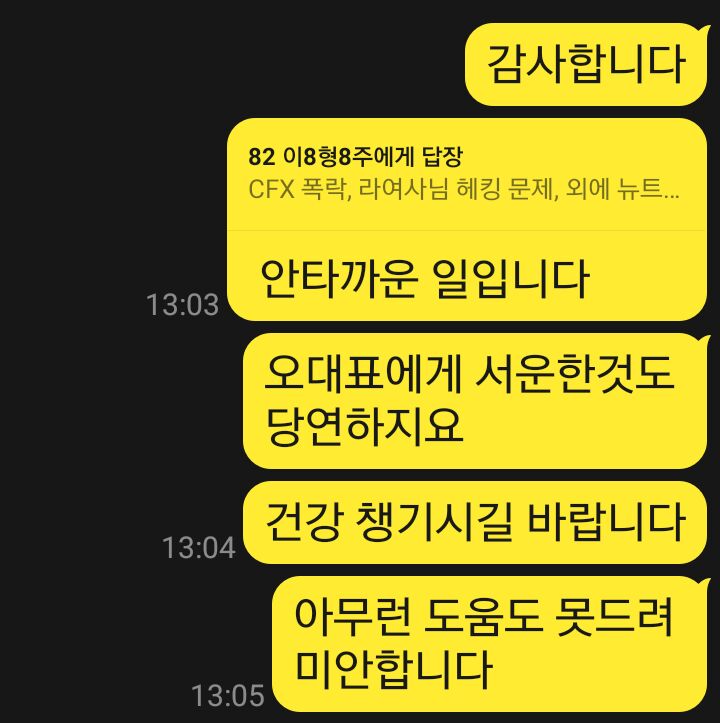 감사합니다
82 이8형8주에게 답장
CFX 폭락, 라여사님 헤킹 문제, 외에 뉴트...
안타까운 일입니다
13:03
오대표에게 서운한것도
당연하지요
건강 챙기시길 바랍니다
13:04
아무런 도움도 못드려
미안합니다
13:05